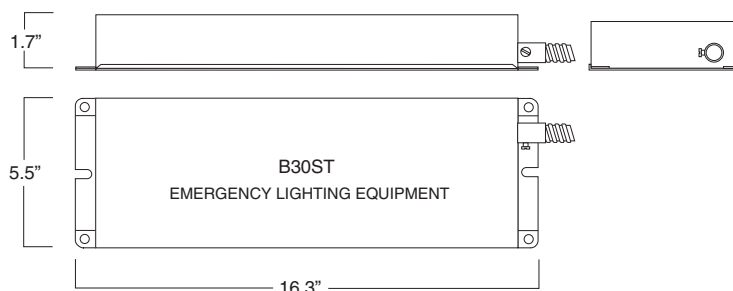 1.7”
B30ST
5.5”
EMERGENCY LIGHTING EQUIPMENT
16.3”